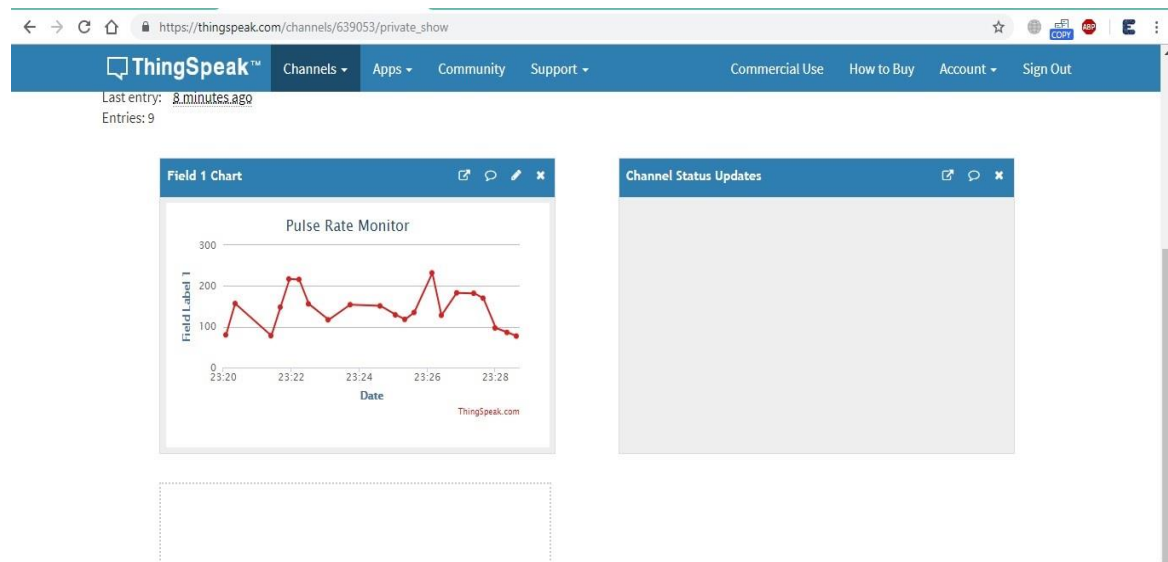 https://thingspeak.com/channels/639053/private_show
COPY
ABP
E
ThingSpeak™ Channels Apps Community Support Commercial Use How to Buy Account Sign Out
Last entry: 8 minutes ago
Entries: 9
Field 1 Chart
Channel Status Updates
Pulse Rate Monitor
300
200
100
0
Field Label 1
23:20 23:22 23:24 23:26 23:28
Date
ThingSpeak.com